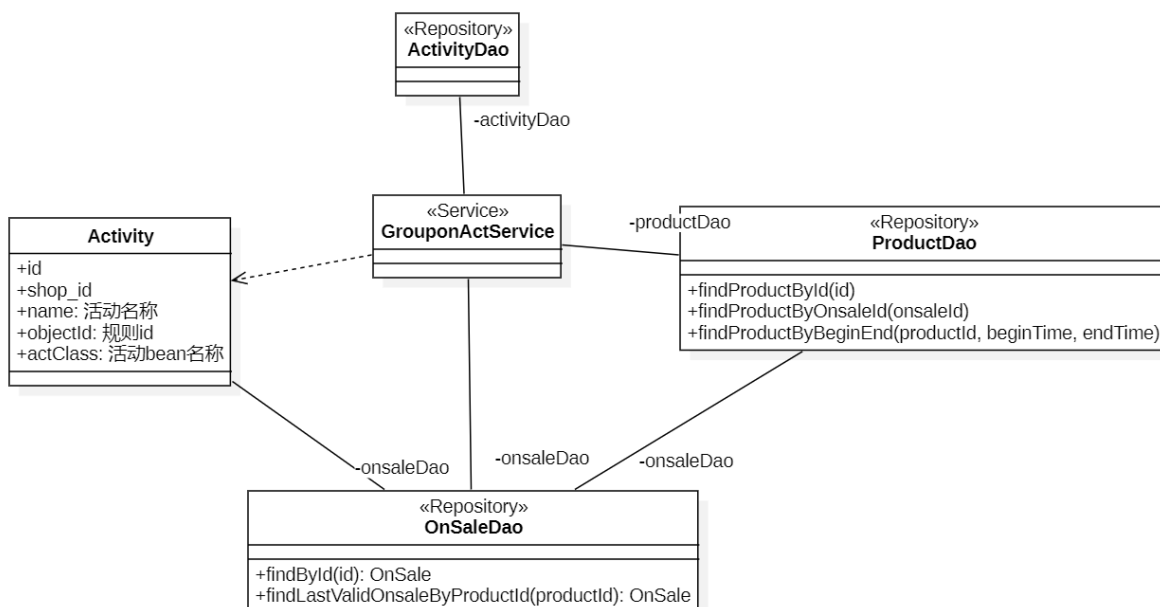 «Repository»
ActivityDao
-activityDao
«Service»
GrouponActService
-productDao
«Repository»
ProductDao
+findProductById(id)
+findProductByOnsaleId(onsaleId)
+findProductByBeginEnd(productId, beginTime, endTime)
Activity
+id
+shop_id
+name: 活动名称
+objectId: 规则id
+actClass: 活动bean名称
-onsaleDao
-onsaleDao
-onsaleDao
«Repository»
OnSaleDao
+findById(id): OnSale
+findLastValidOnsaleByProductId(productId): OnSale